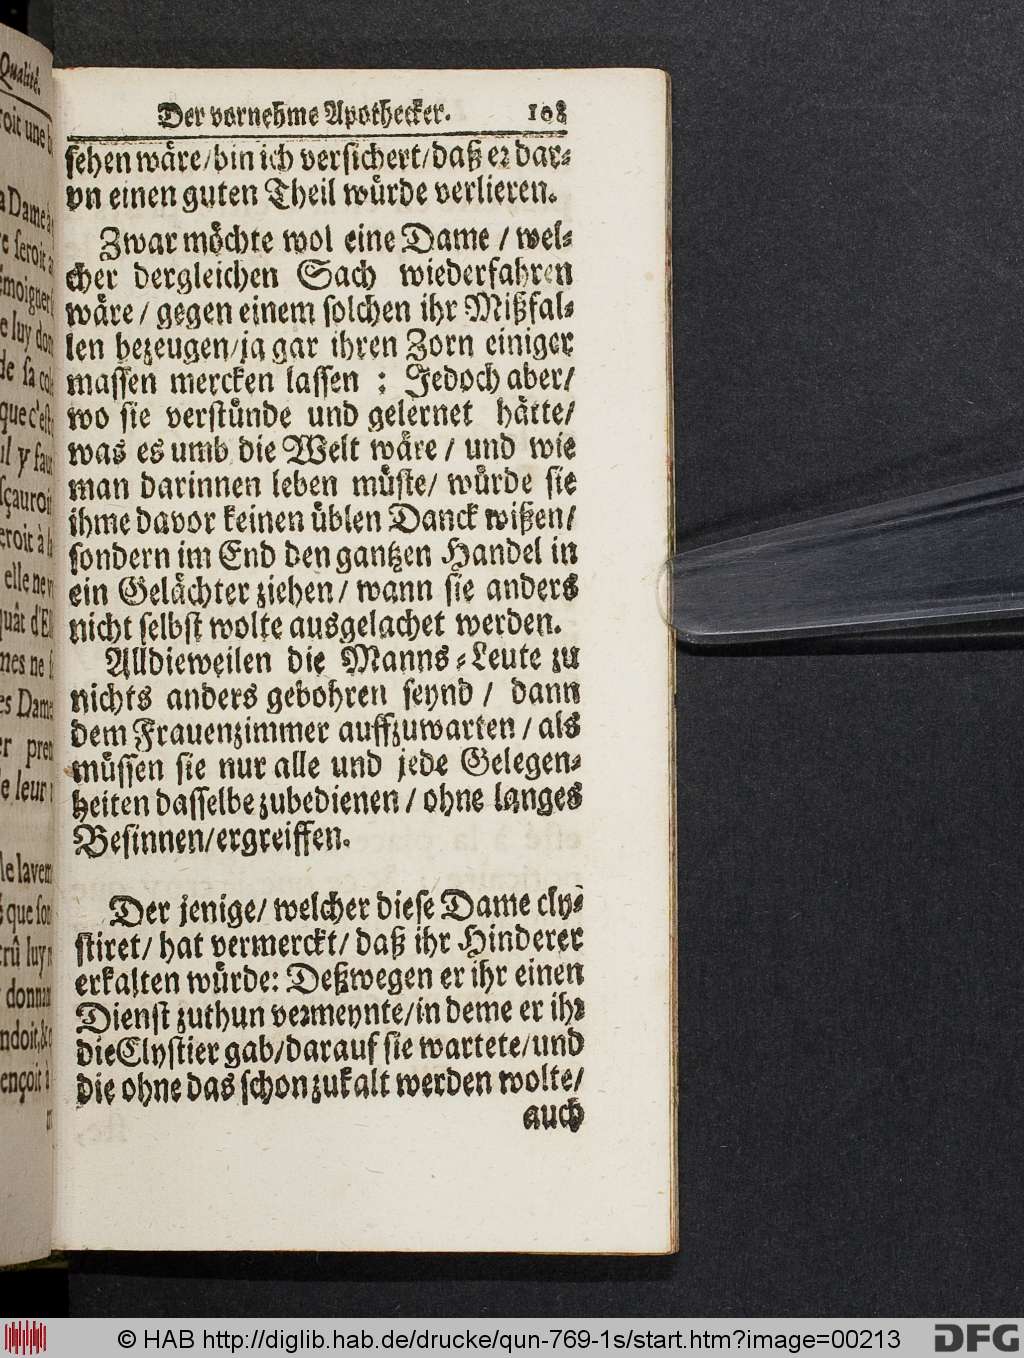 Qualité.
Der vornehme Apothecker. 108
sehen wäre/bin ich versichert/daß er dar-
von einen guten Theil würde verlieren.
Zwar möchte wol eine Dame / wel-
cher dergleichen Sach wiederfahren
wäre / gegen einem solchen ihr Mißfal-
len bezeugen/ja gar ihren Zorn einiger
massen mercken lassen : Jedoch aber/
wo sie verstünde und gelernet hätte/
was es umb die Welt wäre / und wie
man darinnen leben müste/ würde sie
ihme davor keinen üblen Danck wißen/
sondern im End den gantzen Handel in
ein Gelächter ziehen / wann sie anders
nicht selbst wolte ausgelachet werden.
Alldieweilen die Manns-Leute zu
nichts anders gebohren seynd / dann
dem Frauenzimmer auffzuwarten / als
müssen sie nur alle und jede Gelegen-
heiten dasselbe zubedienen / ohne langes
Besinnen/ergreiffen.
Der jenige/ welcher diese Dame cly-
stiret/ hat vermerckt/ daß ihr Hinderer
erkalten würde: Deßwegen er ihr einen
Dienst zuthun vermeynte/in deme er ihr
die Clystier gab/darauf sie wartete/und
die ohne das schon zukalt werden wolte/
auch
© HAB http://diglib.hab.de/drucke/qun-769-1s/start.htm?image=00213
DFG